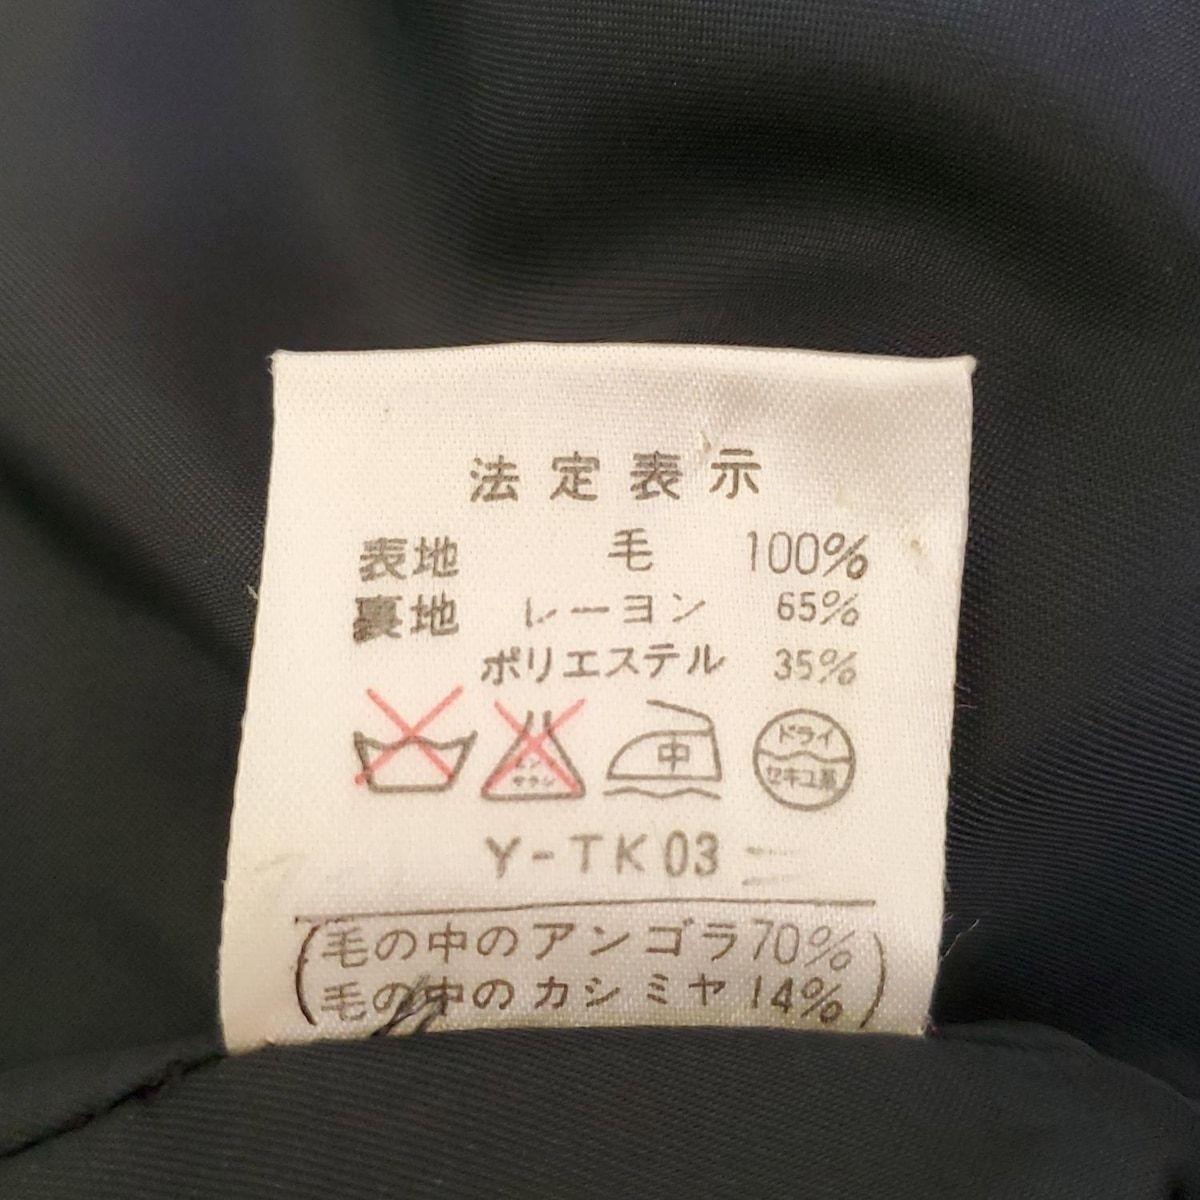 法定表示
表地 毛 100%
裏地 レーヨン 65%
ポリエステル 35%
中
ドライ
セキユ系
Y-TK03
(毛の中のアンゴラ70%
毛の中のカシミヤ14%)